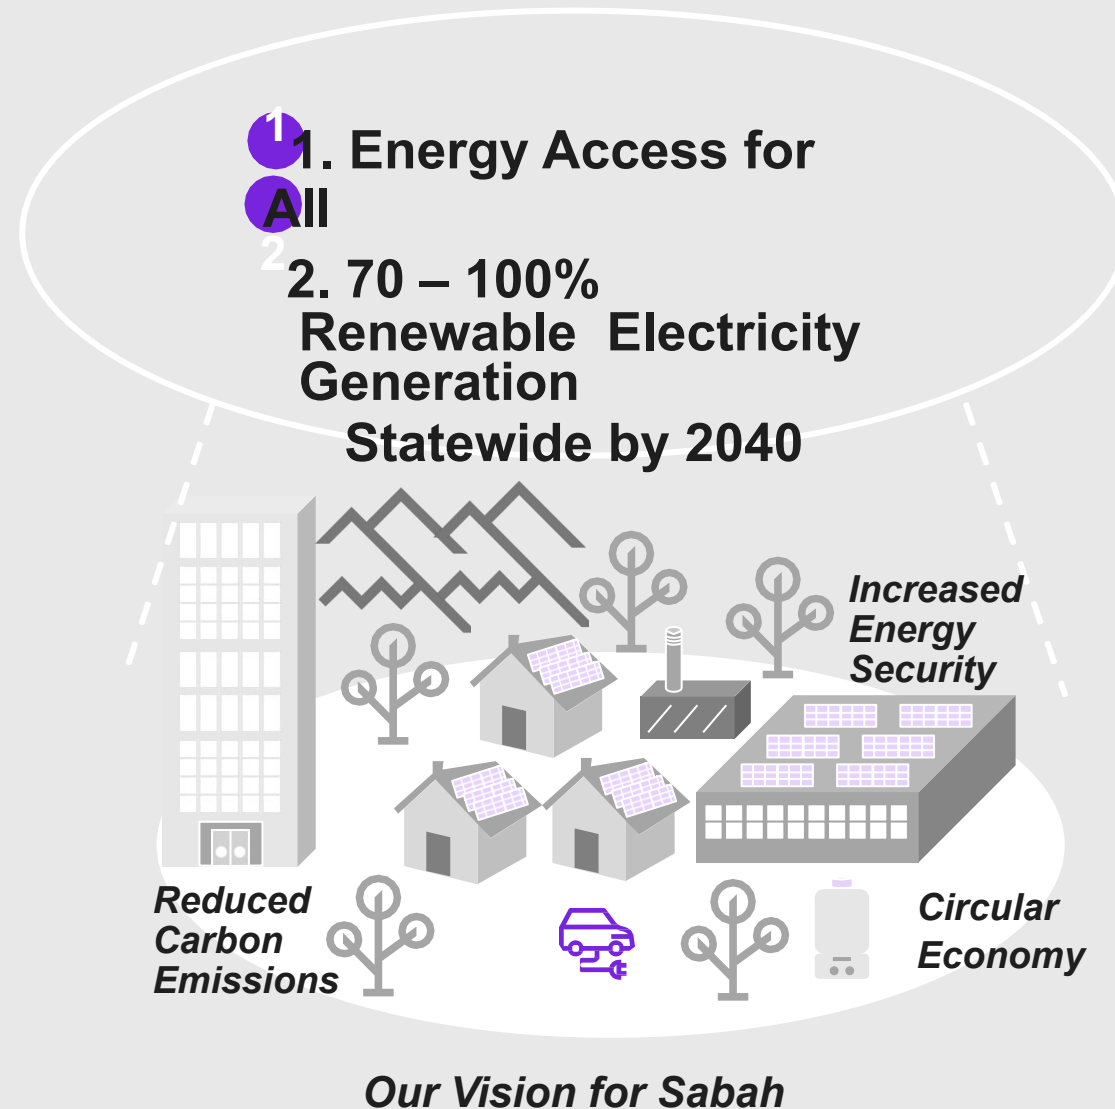 1
1. Energy Access for
All
2
2. 70 – 100%
Renewable Electricity
Generation
Statewide by 2040
Increased
Energy
Security
Reduced
Carbon
Emissions
Circular
Economy
Our Vision for Sabah